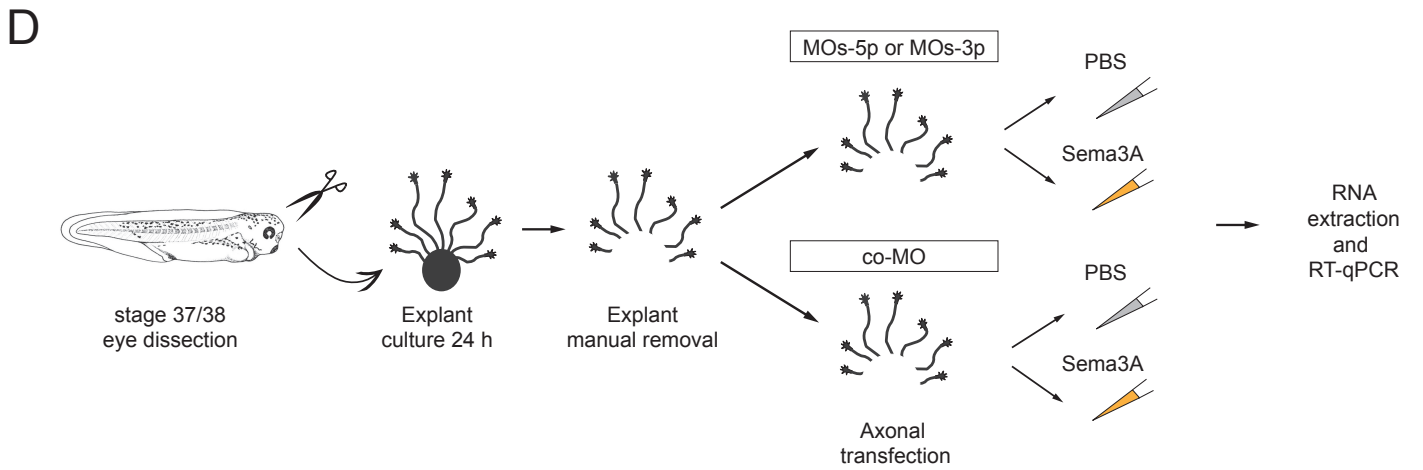 D
MOs-5p or MOs-3p
PBS
Sema3A
stage 37/38
eye dissection
Explant
culture 24 h
Explant
manual removal
co-MO
PBS
Sema3A
Axonal
transfection
RNA
extraction
and
RT-qPCR